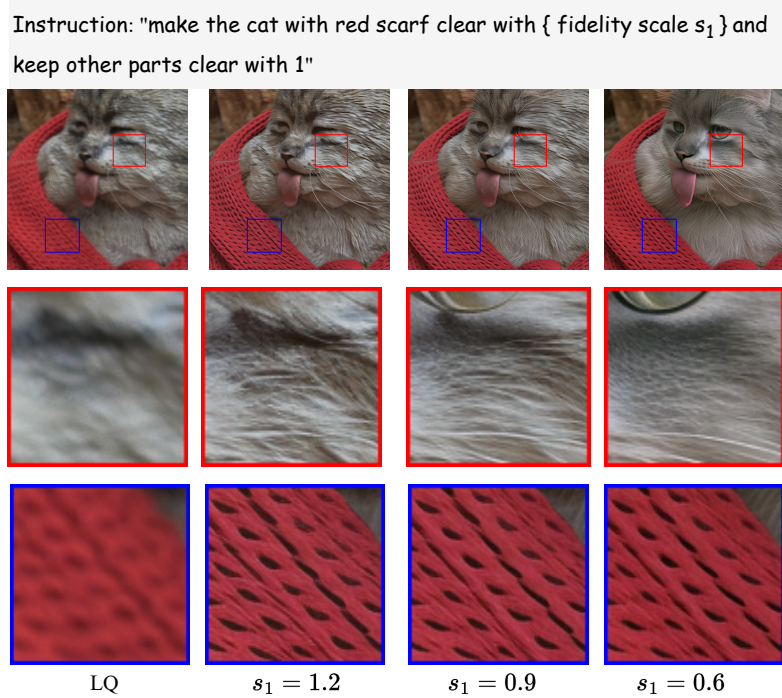 Instruction: "make the cat with red scarf clear with { fidelity scale s₁ } and
keep other parts clear with 1"
LQ
s₁ = 1.2
s₁ = 0.9
s₁ = 0.6